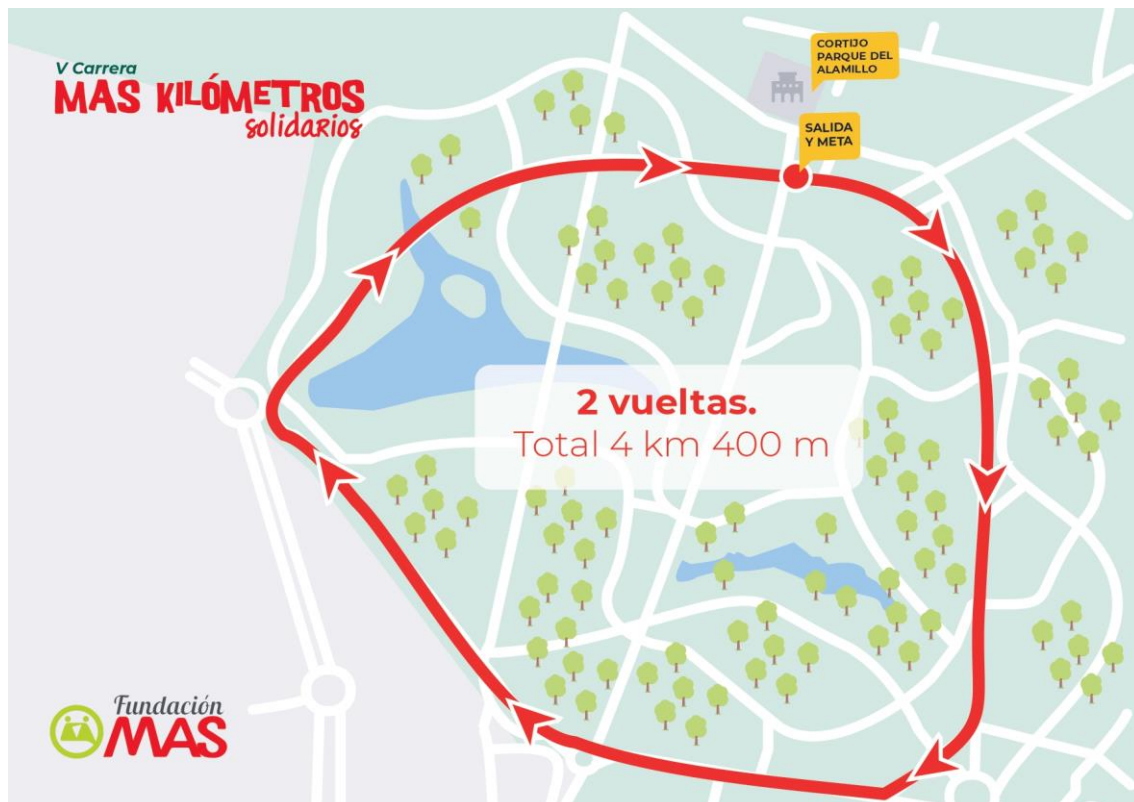 V Carrera
MAS KILÓMETROS
solidarios
CORTIJO
PARQUE DEL
ALAMILLO
SALIDA
Y META
2 vueltas.
Total 4 km 400 m
Fundación
MAS